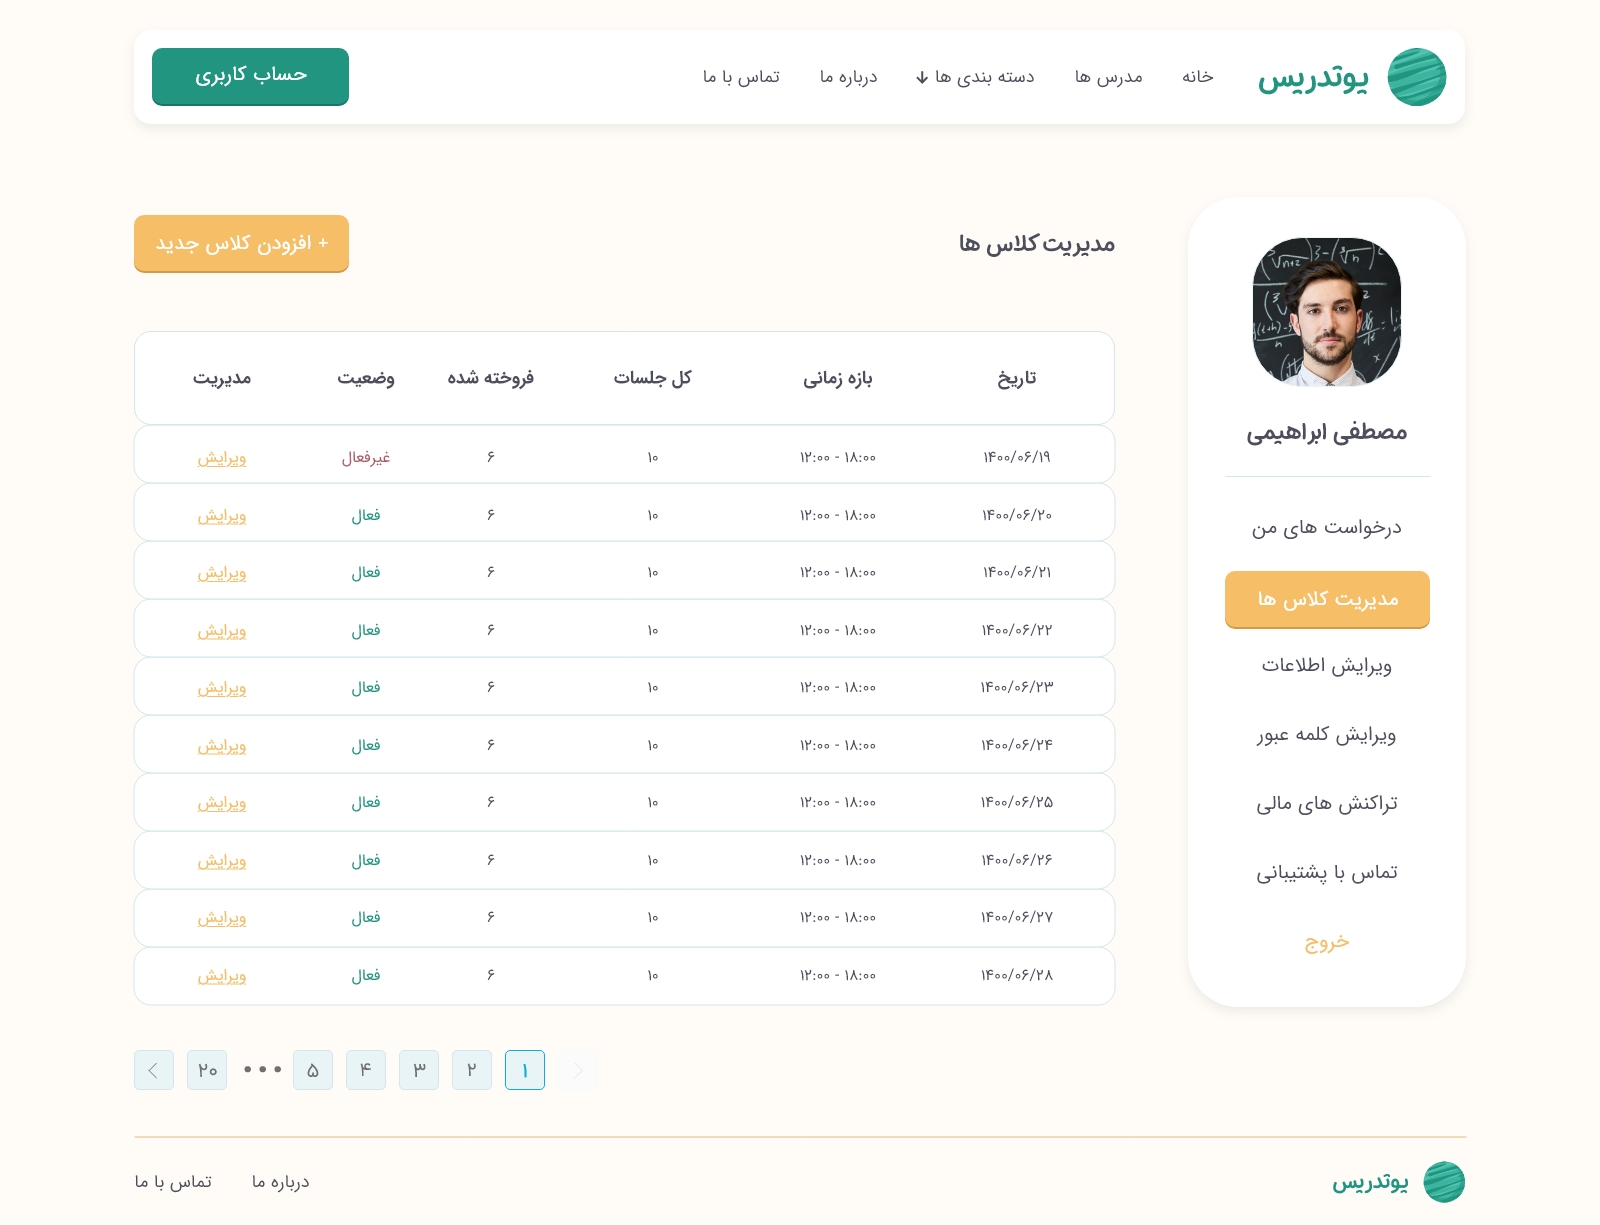 یوتدریس
خانه
مدرس ها
دسته بندی ها ↓
درباره ما
تماس با ما
حساب کاربری
مصطفی ابراهیمی
درخواست های من
مدیریت کلاس ها
ویرایش اطلاعات
ویرایش کلمه عبور
تراکنش های مالی
تماس با پشتیبانی
خروج
مدیریت کلاس ها
+ افزودن کلاس جدید
تاریخ بازه زمانی کل جلسات فروخته شده وضعیت مدیریت
۱۴۰۰/۰۶/۱۹ ۱۲:۰۰ - ۱۸:۰۰ ۱۰ ۶ غیرفعال ویرایش
۱۴۰۰/۰۶/۲۰ ۱۲:۰۰ - ۱۸:۰۰ ۱۰ ۶ فعال ویرایش
۱۴۰۰/۰۶/۲۱ ۱۲:۰۰ - ۱۸:۰۰ ۱۰ ۶ فعال ویرایش
۱۴۰۰/۰۶/۲۲ ۱۲:۰۰ - ۱۸:۰۰ ۱۰ ۶ فعال ویرایش
۱۴۰۰/۰۶/۲۳ ۱۲:۰۰ - ۱۸:۰۰ ۱۰ ۶ فعال ویرایش
۱۴۰۰/۰۶/۲۴ ۱۲:۰۰ - ۱۸:۰۰ ۱۰ ۶ فعال ویرایش
۱۴۰۰/۰۶/۲۵ ۱۲:۰۰ - ۱۸:۰۰ ۱۰ ۶ فعال ویرایش
۱۴۰۰/۰۶/۲۶ ۱۲:۰۰ - ۱۸:۰۰ ۱۰ ۶ فعال ویرایش
۱۴۰۰/۰۶/۲۷ ۱۲:۰۰ - ۱۸:۰۰ ۱۰ ۶ فعال ویرایش
۱۴۰۰/۰۶/۲۸ ۱۲:۰۰ - ۱۸:۰۰ ۱۰ ۶ فعال ویرایش
۱ ۲ ۳ ۴ ۵ ••• ۲۰
یوتدریس
درباره ما
تماس با ما